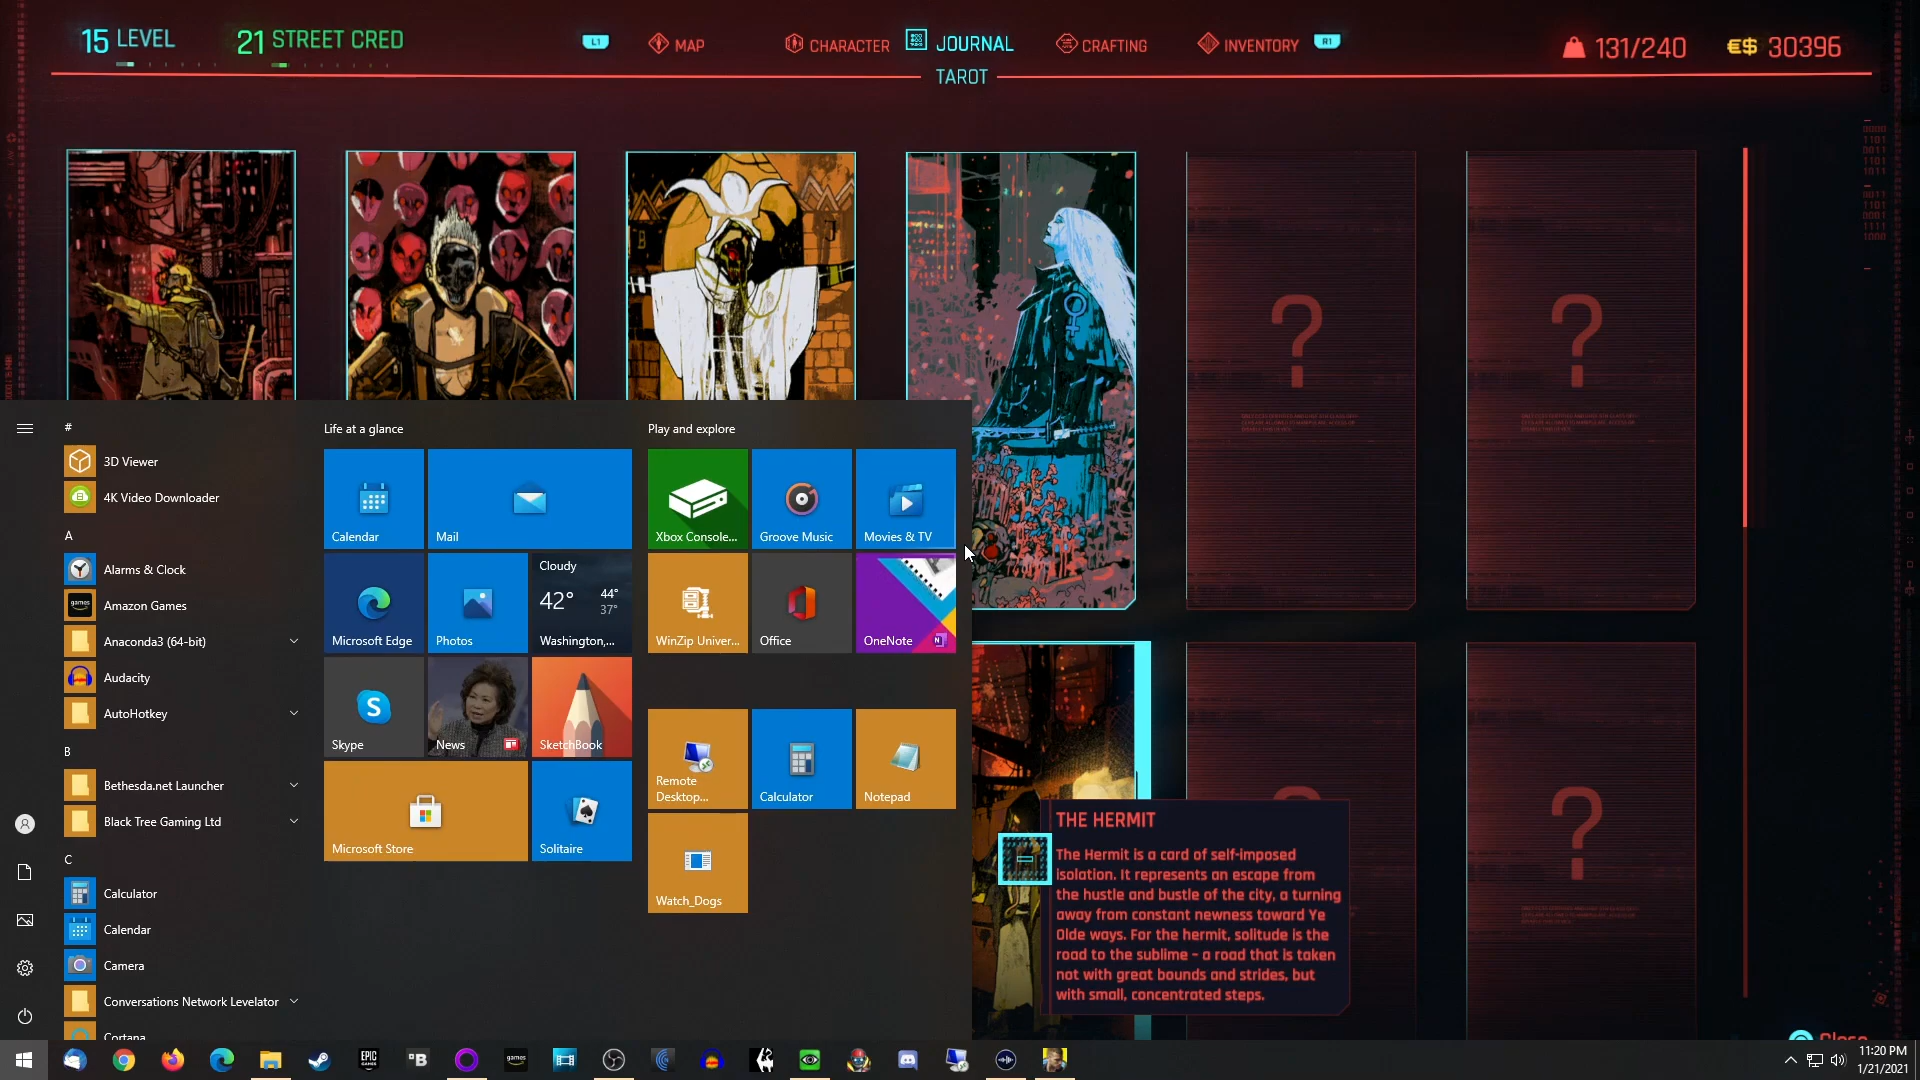 15 LEVEL
21 STREET CRED
L1
MAP
CHARACTER
JOURNAL
CRAFTING
INVENTORY
R1
131/240
€$ 30396
TAROT
?
?
#
3D Viewer
4K Video Downloader
A
Alarms & Clock
Amazon Games
Anaconda3 (64-bit)
Audacity
AutoHotkey
B
Bethesda.net Launcher
Black Tree Gaming Ltd
C
Calculator
Calendar
Camera
Conversations Network Levelator
Cortana
Life at a glance
Calendar
Mail
Microsoft Edge
Photos
Cloudy
42°
44°
37°
Washington,...
Skype
News
SketchBook
Microsoft Store
Solitaire
Play and explore
Xbox Console...
Groove Music
Movies & TV
WinZip Univer...
Office
OneNote
Remote
Desktop...
Calculator
Notepad
Watch_Dogs
THE HERMIT
The Hermit is a card of self-imposed
isolation. It represents an escape from
the hustle and bustle of the city, a turning
away from constant newness toward Ye
Olde ways. For the hermit, solitude is the
road to the sublime - a road that is taken
not with great bounds and strides, but
with small, concentrated steps.
?
Close
EPIC
GAMES
B
games
11:20 PM
1/21/2021